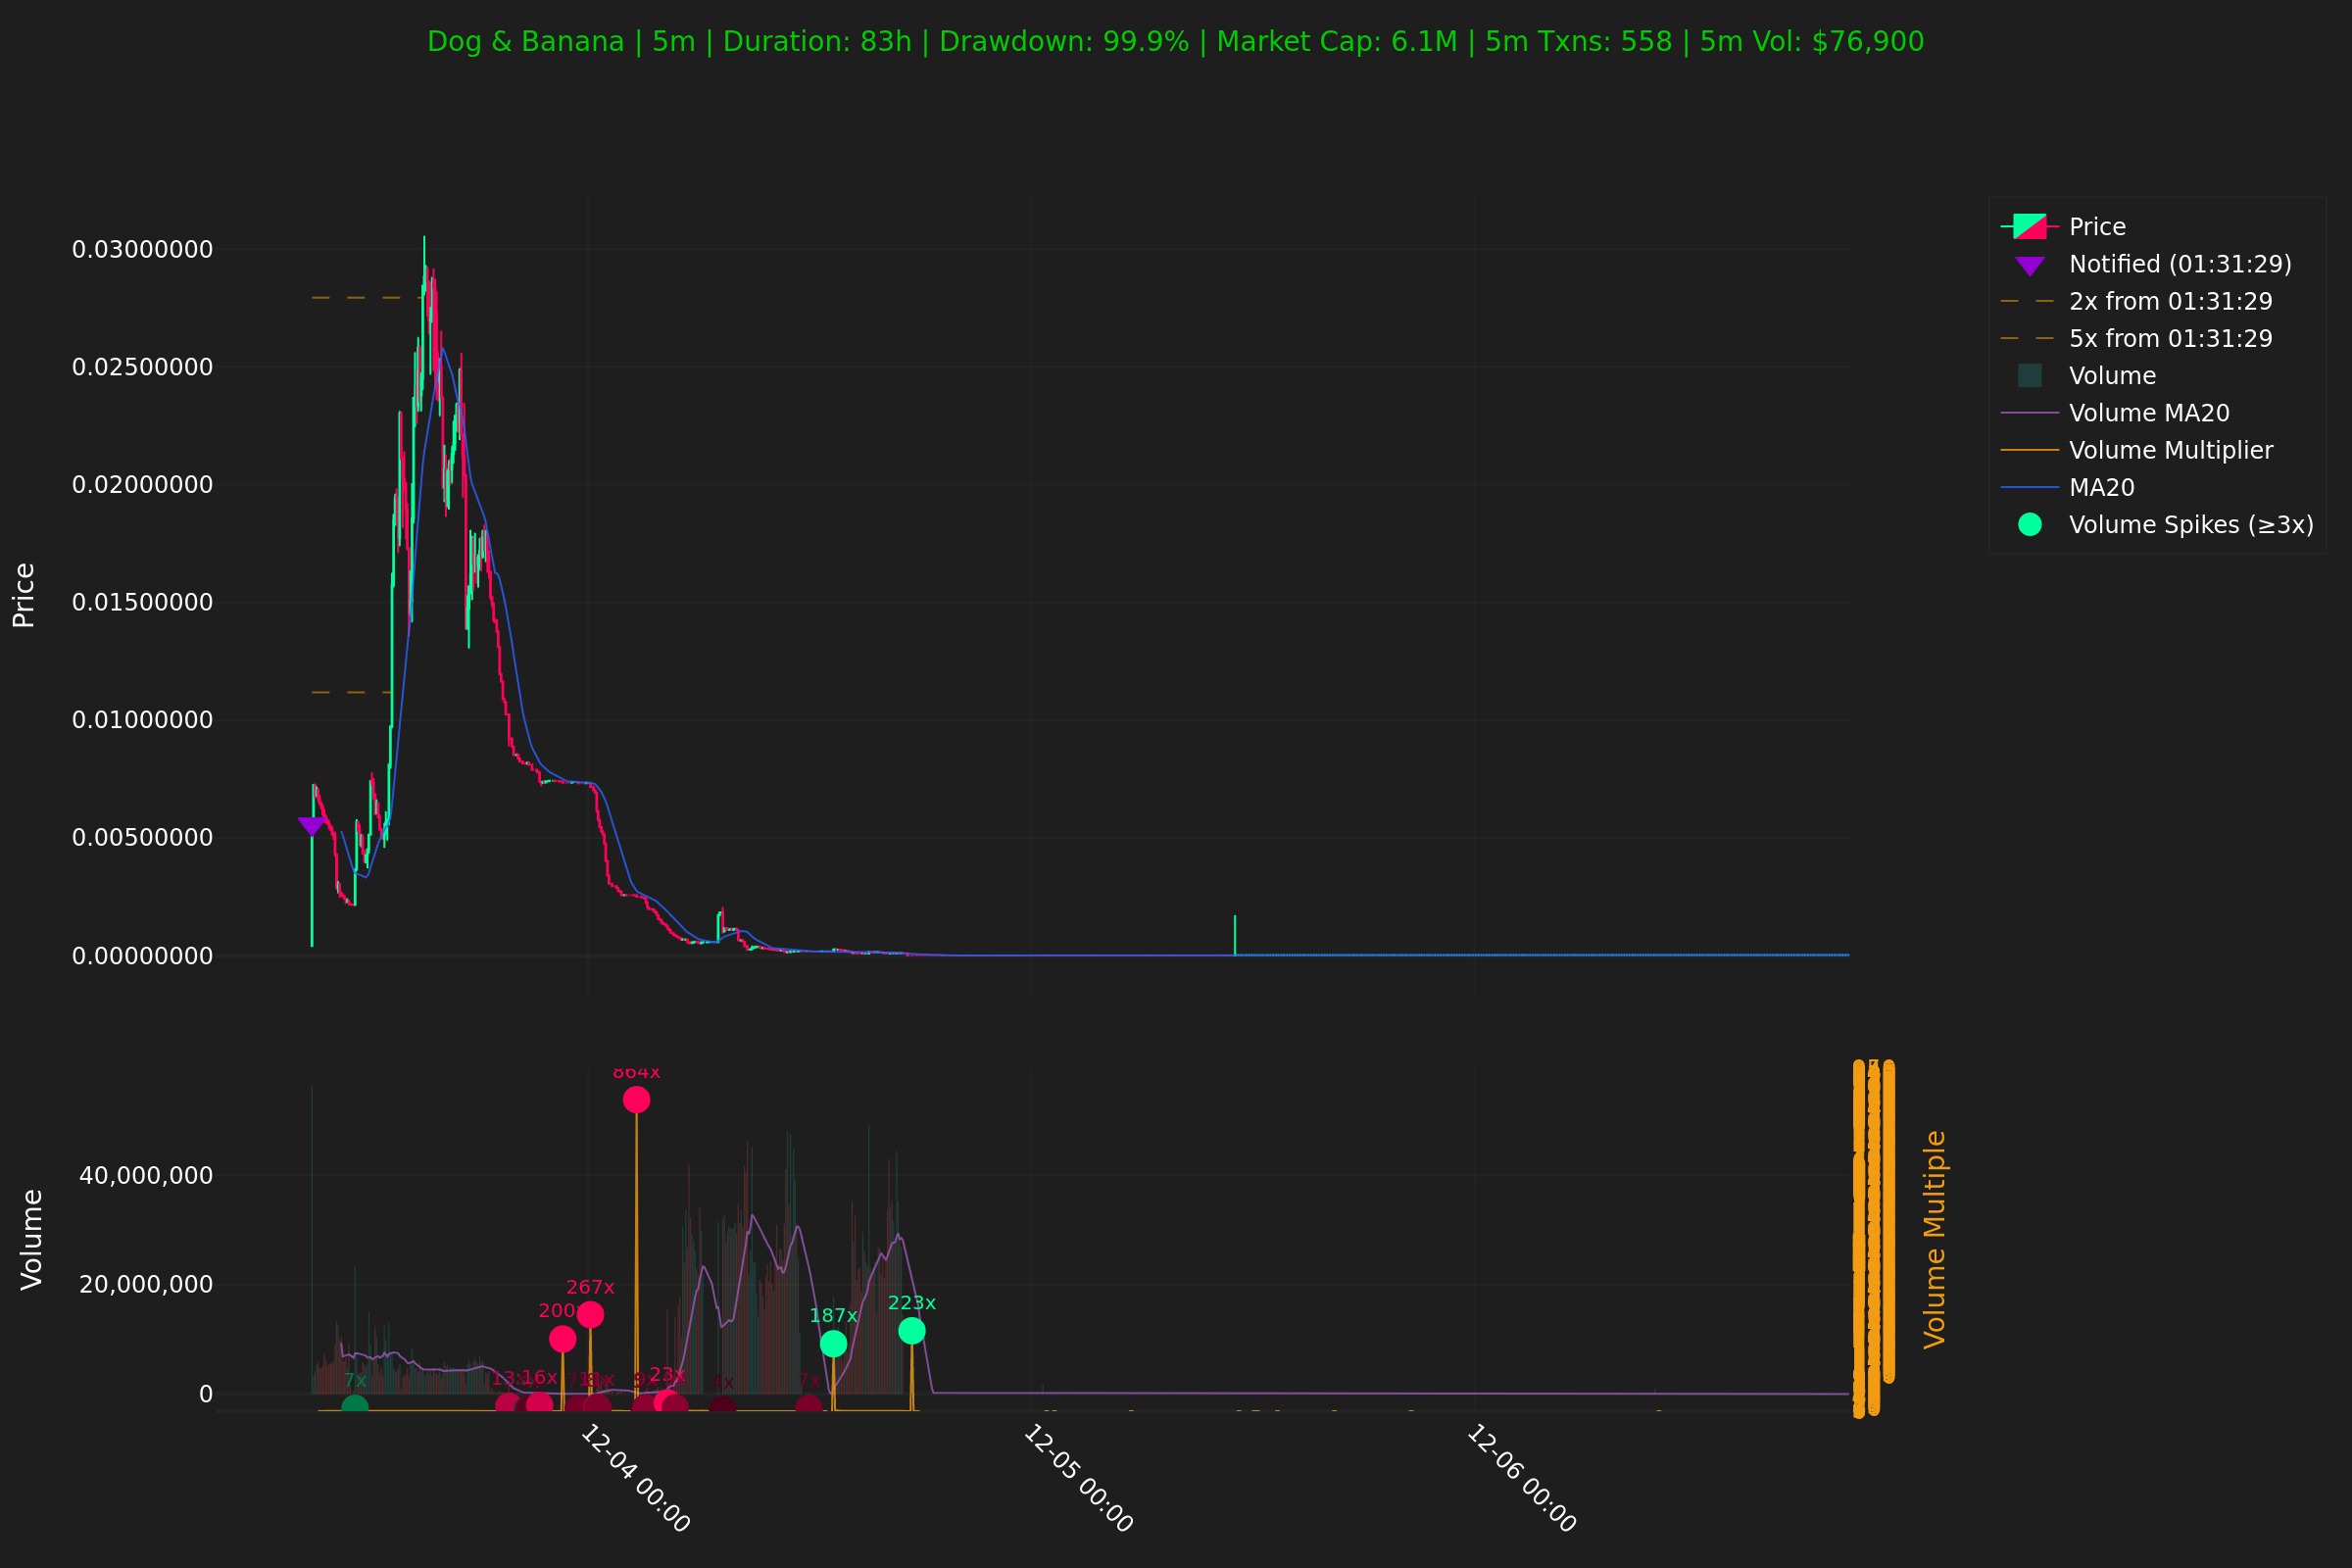 Dog & Banana | 5m | Duration: 83h | Drawdown: 99.9% | Market Cap: 6.1M | 5m Txns: 558 | 5m Vol: $76,900
Price
0.03000000
0.02500000
0.02000000
0.01500000
0.01000000
0.00500000
0.00000000
Price
Notified (01:31:29)
2x from 01:31:29
5x from 01:31:29
Volume
Volume MA20
Volume Multiplier
MA20
Volume Spikes (≥3x)
Volume
40,000,000
20,000,000
0
864x
267x
200x
187x
223x
7x
13x
16x
23x
7x
Volume Multiple
12-04 00:00
12-05 00:00
12-06 00:00